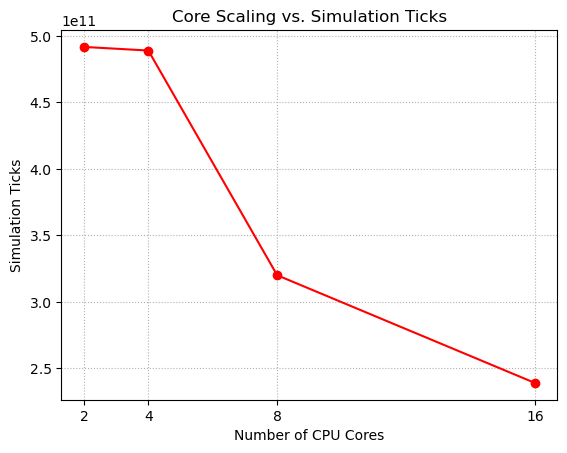 Core Scaling vs. Simulation Ticks
1e11
5.0
4.5
4.0
3.5
3.0
2.5
Simulation Ticks
2 4 8 16
Number of CPU Cores